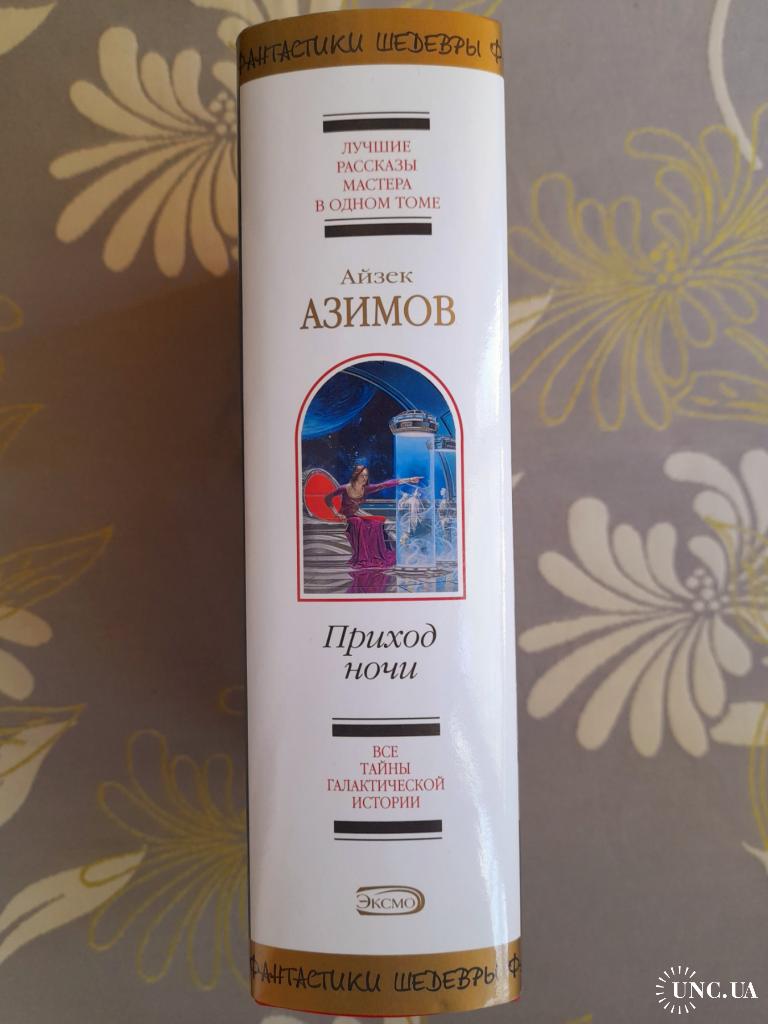 ФАНТАСТИКИ ШЕДЕВРЫ Ф
ЛУЧШИЕ
РАССКАЗЫ
МАСТЕРА
В ОДНОМ ТОМЕ
Айзек
АЗИМОВ
Приход
ночи
ВСЕ
ТАЙНЫ
ГАЛАКТИЧЕСКОЙ
ИСТОРИИ
ЭКСМО
ФАНТАСТИКИ ШЕДЕВРЫ Ф
UNC.UA